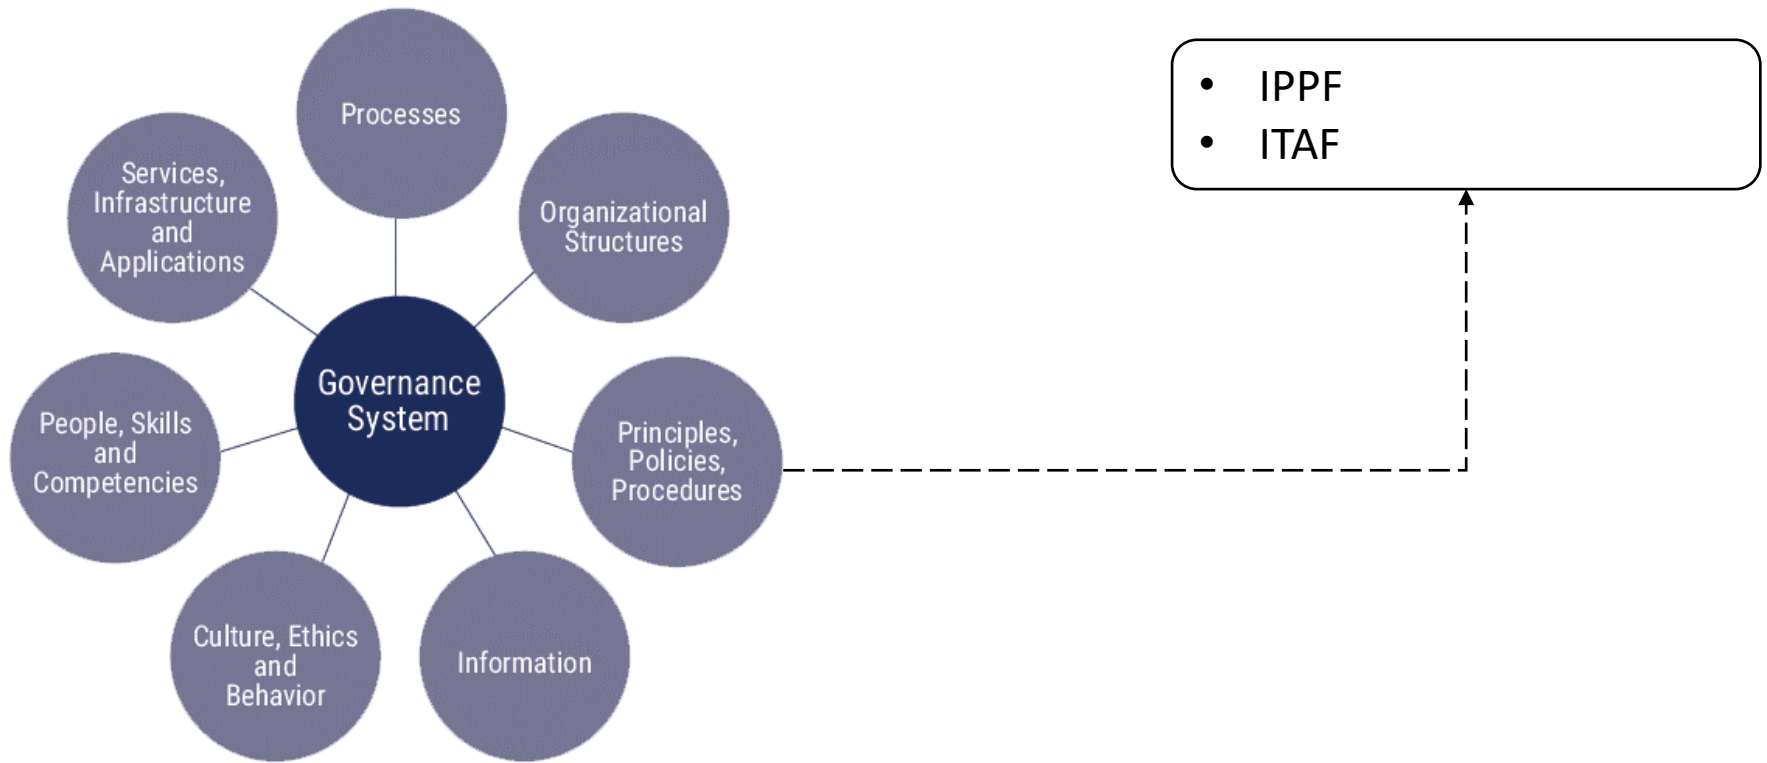 Processes
Services,
Infrastructure
and
Applications
Organizational
Structures
Governance
System
People, Skills
and
Competencies
Principles,
Policies,
Procedures
Culture, Ethics
and
Behavior
Information
• IPPF
• ITAF